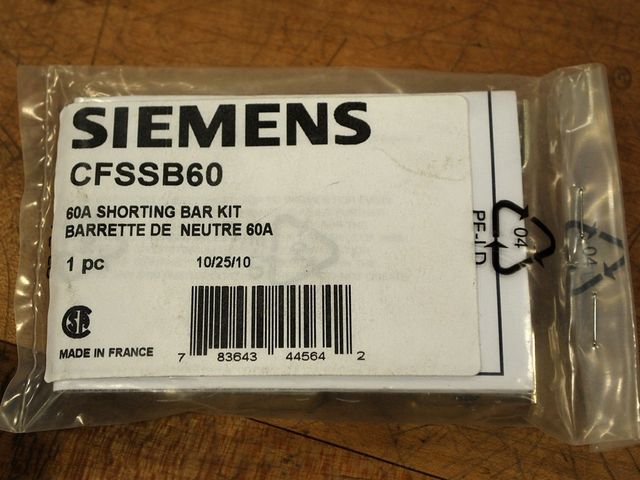 SIEMENS
CFSSB60
60A SHORTING BAR KIT
BARRETTE DE NEUTRE 60A
1 pc 10/25/10
MADE IN FRANCE
7 83643 44564 2
04
PE-LD
04